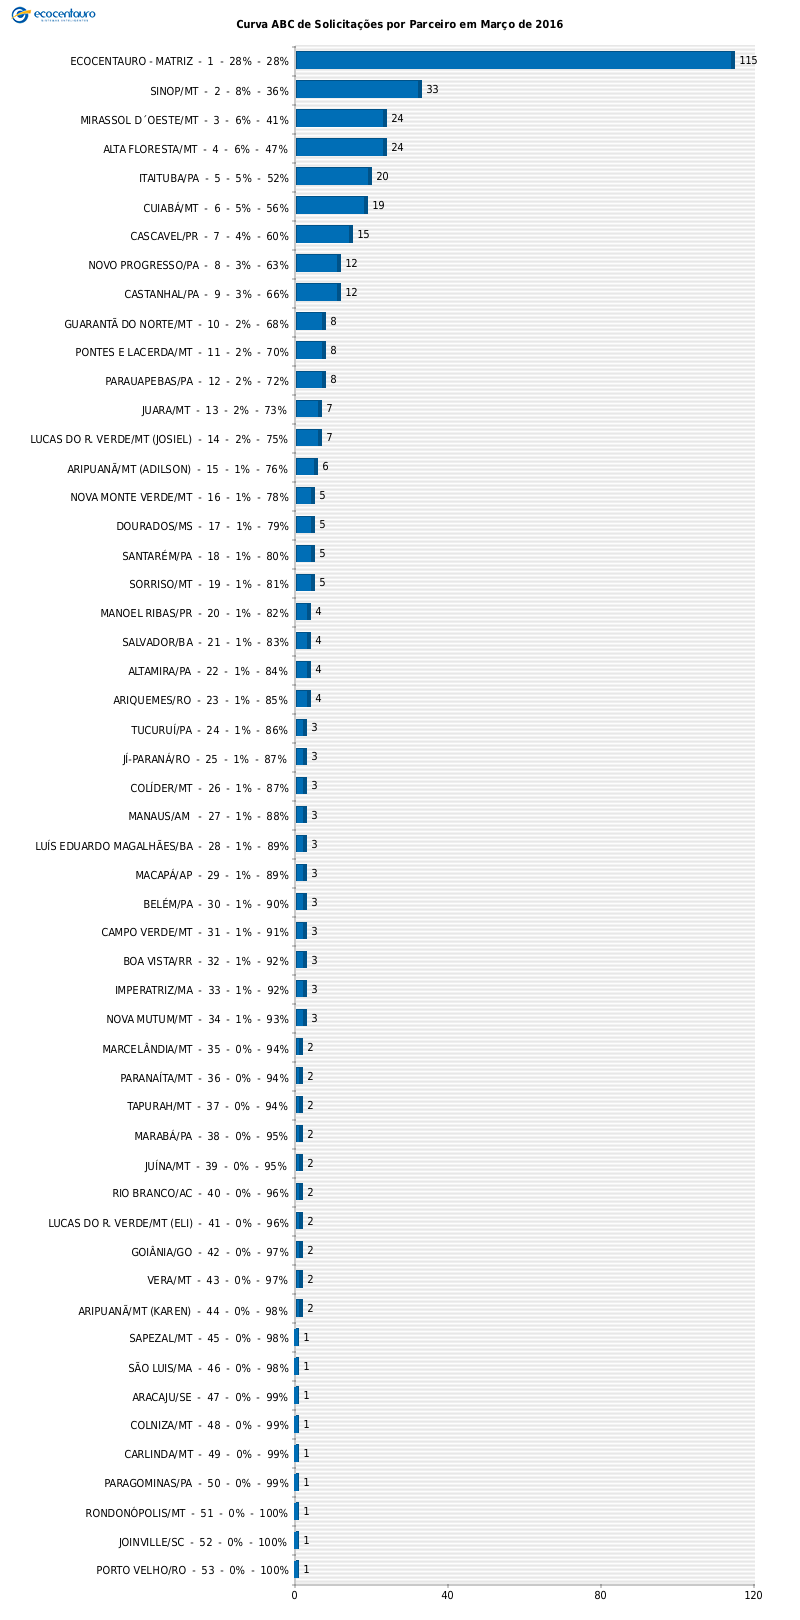 ecocentauro
Curva ABC de Solicitações por Parceiro em Março de 2016
ECOCENTAURO - MATRIZ - 1 - 28% - 28% 115
SINOP/MT - 2 - 8% - 36% 33
MIRASSOL D´OESTE/MT - 3 - 6% - 41% 24
ALTA FLORESTA/MT - 4 - 6% - 47% 24
ITAITUBA/PA - 5 - 5% - 52% 20
CUIABÁ/MT - 6 - 5% - 56% 19
CASCAVEL/PR - 7 - 4% - 60% 15
NOVO PROGRESSO/PA - 8 - 3% - 63% 12
CASTANHAL/PA - 9 - 3% - 66% 12
GUARANTÃ DO NORTE/MT - 10 - 2% - 68% 8
PONTES E LACERDA/MT - 11 - 2% - 70% 8
PARAUAPEBAS/PA - 12 - 2% - 72% 8
JUARA/MT - 13 - 2% - 73% 7
LUCAS DO R. VERDE/MT (JOSIEL) - 14 - 2% - 75% 7
ARIPUANÃ/MT (ADILSON) - 15 - 1% - 76% 6
NOVA MONTE VERDE/MT - 16 - 1% - 78% 5
DOURADOS/MS - 17 - 1% - 79% 5
SANTARÉM/PA - 18 - 1% - 80% 5
SORRISO/MT - 19 - 1% - 81% 5
MANOEL RIBAS/PR - 20 - 1% - 82% 4
SALVADOR/BA - 21 - 1% - 83% 4
ALTAMIRA/PA - 22 - 1% - 84% 4
ARIQUEMES/RO - 23 - 1% - 85% 4
TUCURUÍ/PA - 24 - 1% - 86% 3
JÍ-PARANÁ/RO - 25 - 1% - 87% 3
COLÍDER/MT - 26 - 1% - 87% 3
MANAUS/AM - 27 - 1% - 88% 3
LUÍS EDUARDO MAGALHÃES/BA - 28 - 1% - 89% 3
MACAPÁ/AP - 29 - 1% - 89% 3
BELÉM/PA - 30 - 1% - 90% 3
CAMPO VERDE/MT - 31 - 1% - 91% 3
BOA VISTA/RR - 32 - 1% - 92% 3
IMPERATRIZ/MA - 33 - 1% - 92% 3
NOVA MUTUM/MT - 34 - 1% - 93% 3
MARCELÂNDIA/MT - 35 - 0% - 94% 2
PARANAÍTA/MT - 36 - 0% - 94% 2
TAPURAH/MT - 37 - 0% - 94% 2
MARABÁ/PA - 38 - 0% - 95% 2
JUÍNA/MT - 39 - 0% - 95% 2
RIO BRANCO/AC - 40 - 0% - 96% 2
LUCAS DO R. VERDE/MT (ELI) - 41 - 0% - 96% 2
GOIÂNIA/GO - 42 - 0% - 97% 2
VERA/MT - 43 - 0% - 97% 2
ARIPUANÃ/MT (KAREN) - 44 - 0% - 98% 2
SAPEZAL/MT - 45 - 0% - 98% 1
SÃO LUIS/MA - 46 - 0% - 98% 1
ARACAJU/SE - 47 - 0% - 99% 1
COLNIZA/MT - 48 - 0% - 99% 1
CARLINDA/MT - 49 - 0% - 99% 1
PARAGOMINAS/PA - 50 - 0% - 99% 1
RONDONÓPOLIS/MT - 51 - 0% - 100% 1
JOINVILLE/SC - 52 - 0% - 100% 1
PORTO VELHO/RO - 53 - 0% - 100% 1
0 40 80 120